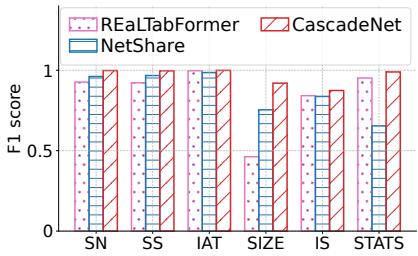 REaLTabFormer
NetShare
CascadeNet
F1 score
1
0.5
0
SN SS IAT SIZE IS STATS